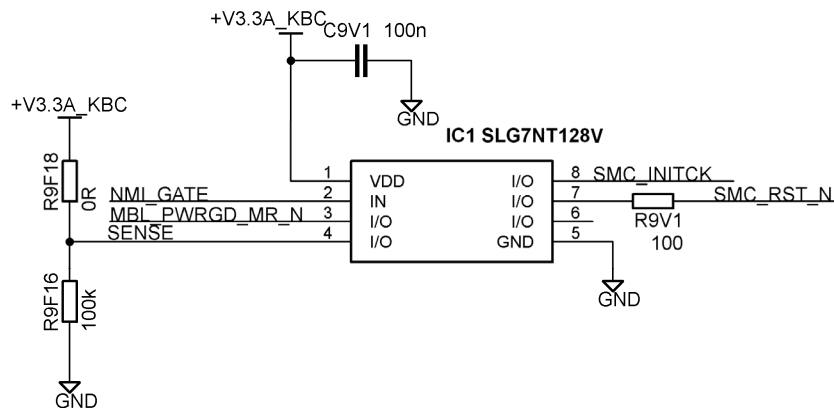 +V3.3A_KBC
C9V1 100n
GND
+V3.3A_KBC
IC1 SLG7NT128V
R9F18
0R
NMI_GATE
MBL_PWRGD_MR_N
SENSE
1 VDD I/O 8 SMC_INITCK
2 IN I/O 7 SMC_RST_N
3 I/O I/O 6
4 I/O GND 5
R9V1
100
R9F16
100k
GND
GND